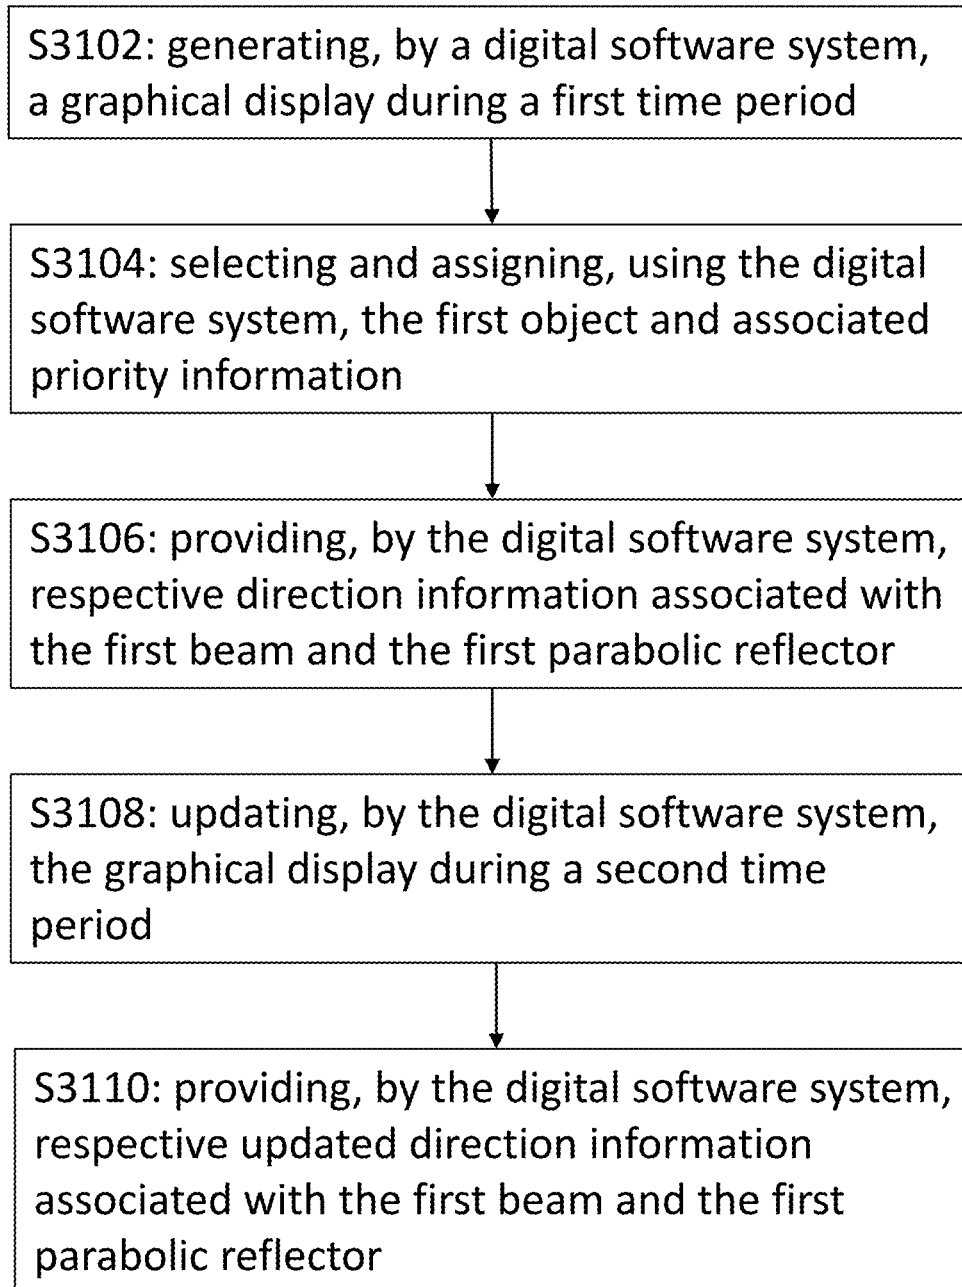 S3102: generating, by a digital software system,
a graphical display during a first time period
S3104: selecting and assigning, using the digital
software system, the first object and associated
priority information
S3106: providing, by the digital software system,
respective direction information associated with
the first beam and the first parabolic reflector
S3108: updating, by the digital software system,
the graphical display during a second time
period
S3110: providing, by the digital software system,
respective updated direction information
associated with the first beam and the first
parabolic reflector